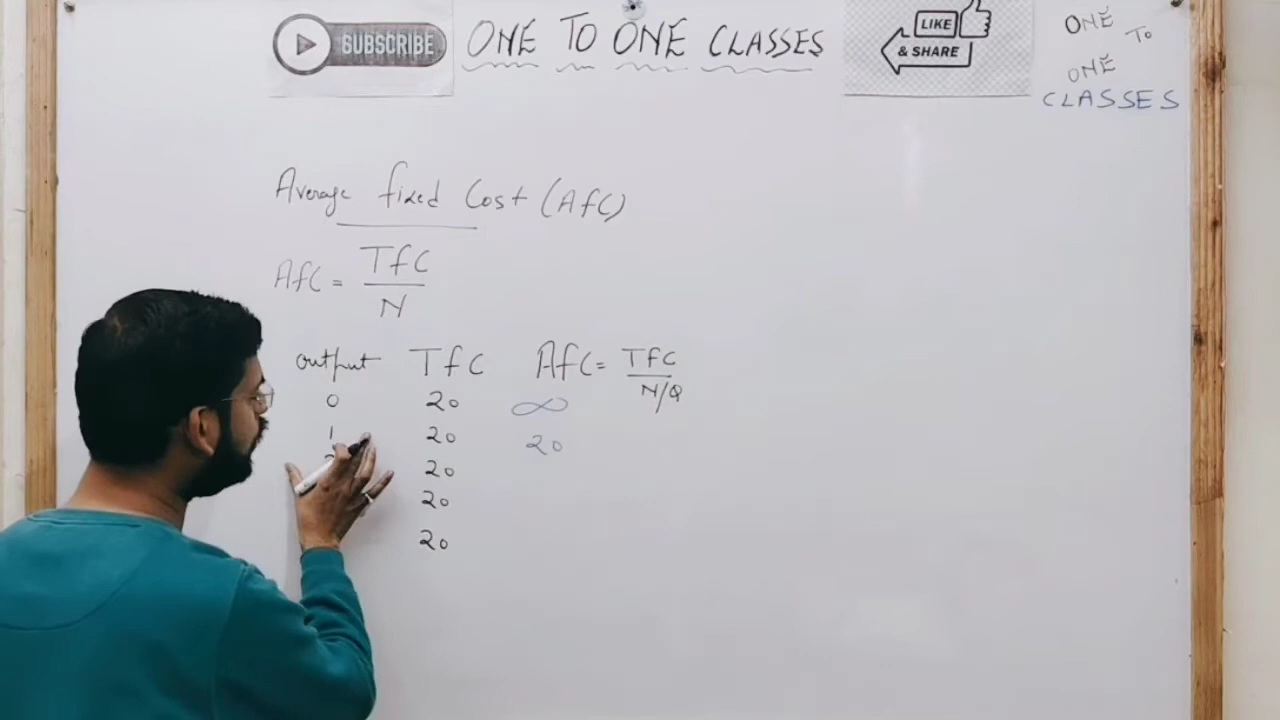 SUBSCRIBE
ONE TO ONE CLASSES
LIKE
& SHARE
ONE
To
ONE
CLASSES
Average fixed Cost (AfC)
AfC = TfC / N
output TfC AfC = TfC / N/Q
0 20 ∞
1 20 20
20
20
20